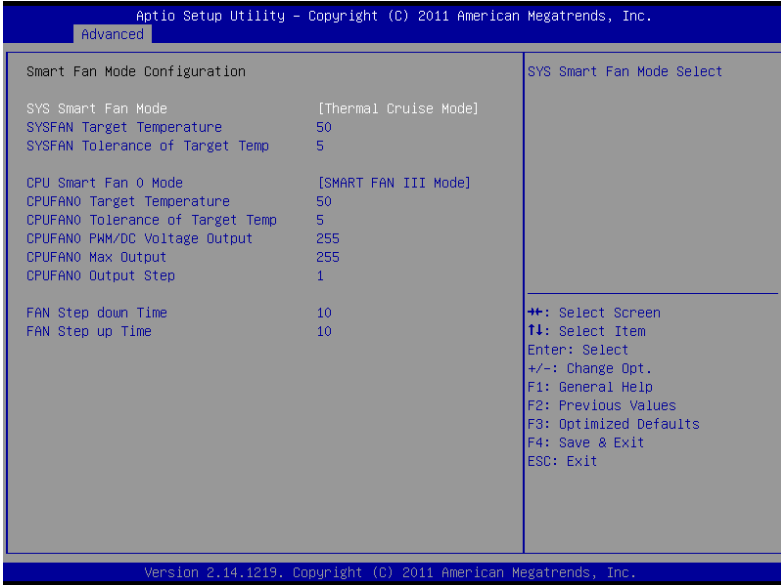 Aptio Setup Utility – Copyright (C) 2011 American Megatrends, Inc.
Advanced
Smart Fan Mode Configuration
SYS Smart Fan Mode [Thermal Cruise Mode]
SYSFAN Target Temperature 50
SYSFAN Tolerance of Target Temp 5
CPU Smart Fan 0 Mode [SMART FAN III Mode]
CPUFAN0 Target Temperature 50
CPUFAN0 Tolerance of Target Temp 5
CPUFAN0 PWM/DC Voltage Output 255
CPUFAN0 Max Output 255
CPUFAN0 Output Step 1
FAN Step down Time 10
FAN Step up Time 10
SYS Smart Fan Mode Select
→←: Select Screen
↑↓: Select Item
Enter: Select
+/-: Change Opt.
F1: General Help
F2: Previous Values
F3: Optimized Defaults
F4: Save & Exit
ESC: Exit
Version 2.14.1219. Copyright (C) 2011 American Megatrends, Inc.